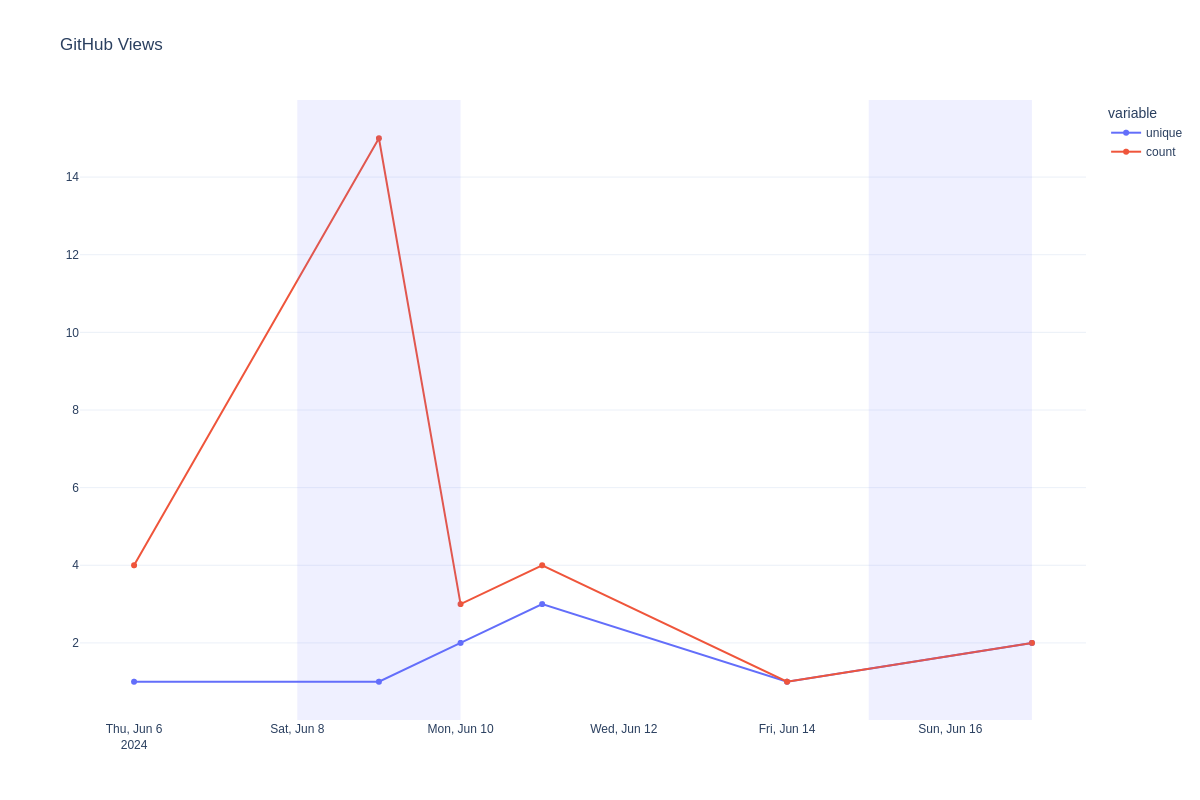 GitHub Views
variable
unique
count
14
12
10
8
6
4
2
Thu, Jun 6
2024
Sat, Jun 8
Mon, Jun 10
Wed, Jun 12
Fri, Jun 14
Sun, Jun 16